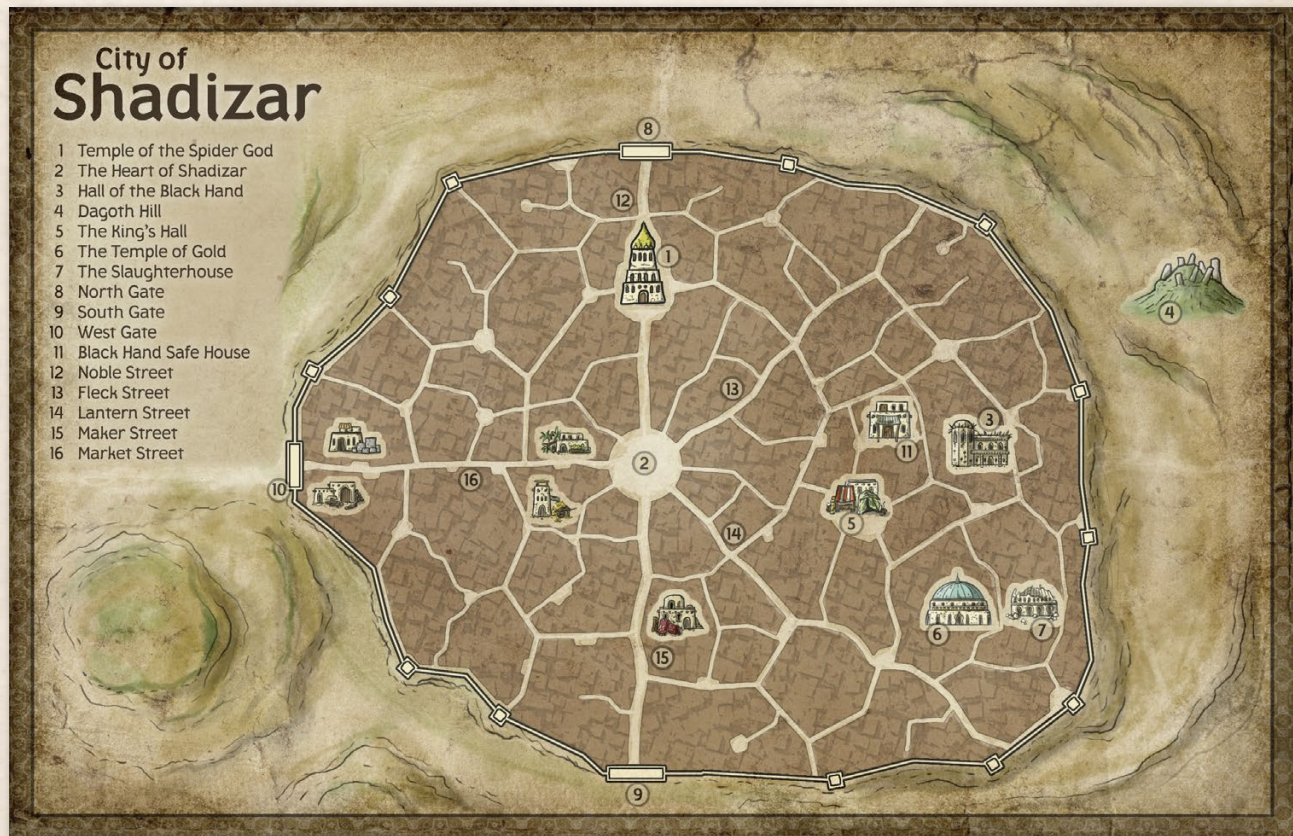 City of
Shadizar
1 Temple of the Spider God
2 The Heart of Shadizar
3 Hall of the Black Hand
4 Dagoth Hill
5 The King's Hall
6 The Temple of Gold
7 The Slaughterhouse
8 North Gate
9 South Gate
10 West Gate
11 Black Hand Safe House
12 Noble Street
13 Fleck Street
14 Lantern Street
15 Maker Street
16 Market Street
8
12
1
4
13
3
11
2
16
10
5
14
6
7
15
9